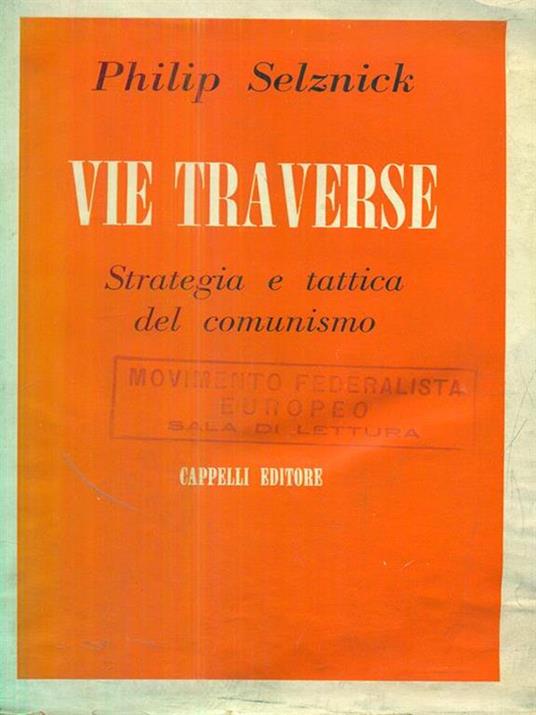 Philip Selznick
VIE TRAVERSE
Strategia e tattica
del comunismo
MOVIMENTO FEDERALISTA
EUROPEO
SALA DI LETTURA
CAPPELLI EDITORE